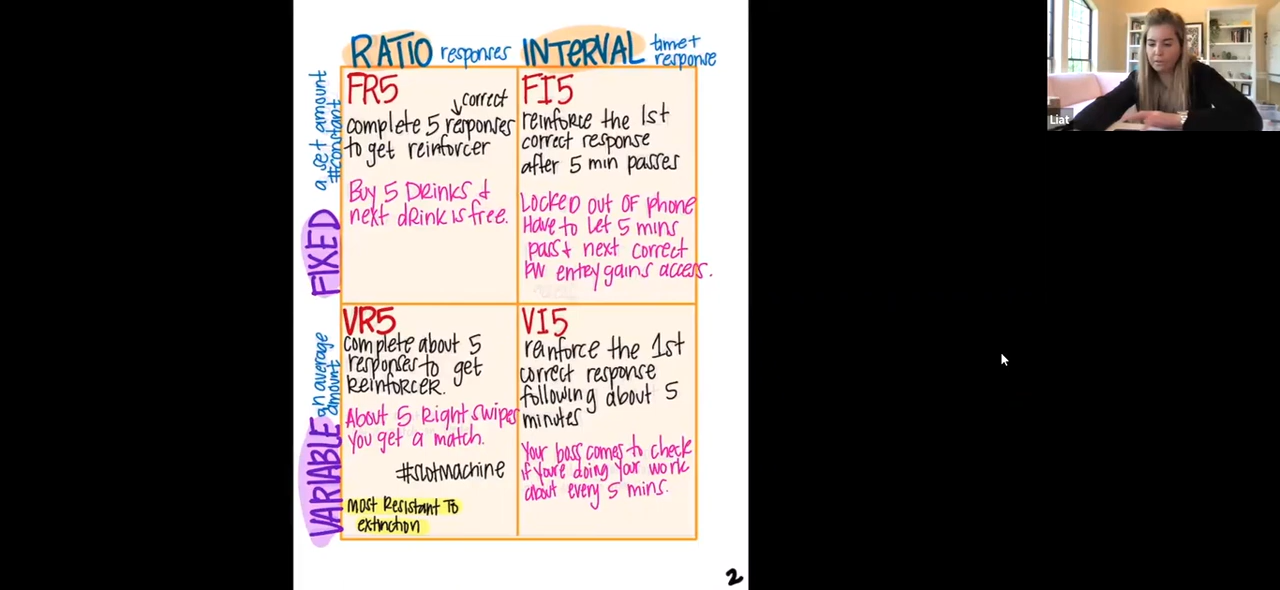 RATIO responses INTERVAL time + response
a set amount
#constant
FIXED
FR5
correct
complete 5 responses
to get reinforcer
Buy 5 Drinks &
next drink is free.
FI5
reinforce the 1st
correct response
after 5 min passes
Locked out of phone
Have to let 5 mins
pass & next correct
PW entry gains access.
an average
amount
VARIABLE
VR5
complete about 5
responses to get
Reinforcer.
About 5 Right swipes
You get a match.
#slotmachine
most Resistant To
extinction
VI5
reinforce the 1st
correct response
following about 5
minutes
Your boss comes to check
if youre doing your work
about every 5 mins.
2
Liat